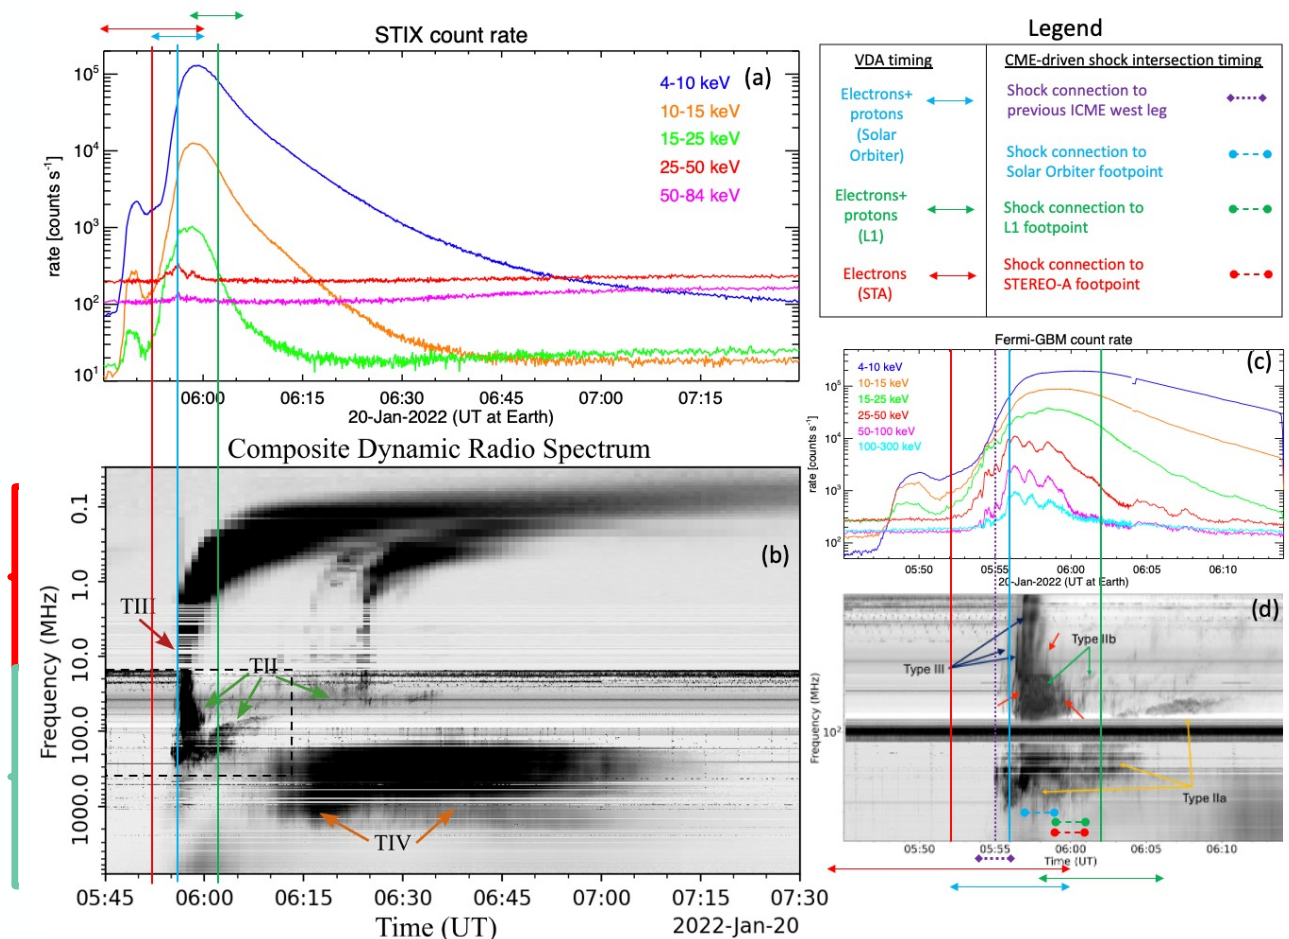 STIX count rate
(a)
4-10 keV
10-15 keV
15-25 keV
25-50 keV
50-84 keV
rate [counts s⁻¹]
10⁵
10⁴
10³
10²
10¹
06:00 06:15 06:30 06:45 07:00 07:15
20-Jan-2022 (UT at Earth)
Composite Dynamic Radio Spectrum
(b)
Frequency (MHz)
0.1
1.0
10.0
100.0
1000.0
TIII
TII
TIV
05:45 06:00 06:15 06:30 06:45 07:00 07:15 07:30
Time (UT)
2022-Jan-20
Legend
VDA timing
Electrons+
protons
(Solar
Orbiter)
Electrons+
protons
(L1)
Electrons
(STA)
CME-driven shock intersection timing
Shock connection to
previous ICME west leg
Shock connection to
Solar Orbiter footpoint
Shock connection to
L1 footpoint
Shock connection to
STEREO-A footpoint
Fermi-GBM count rate
(c)
4-10 keV
10-15 keV
15-25 keV
25-50 keV
50-100 keV
100-300 keV
rate [counts s⁻¹]
10⁵
10⁴
10³
10²
05:50 05:55 06:00 06:05 06:10
20-Jan-2022 (UT at Earth)
(d)
Type III
Type IIb
Type IIa
Frequency (MHz)
10²
05:50 05:55 06:00 06:05 06:10
Time (UT)